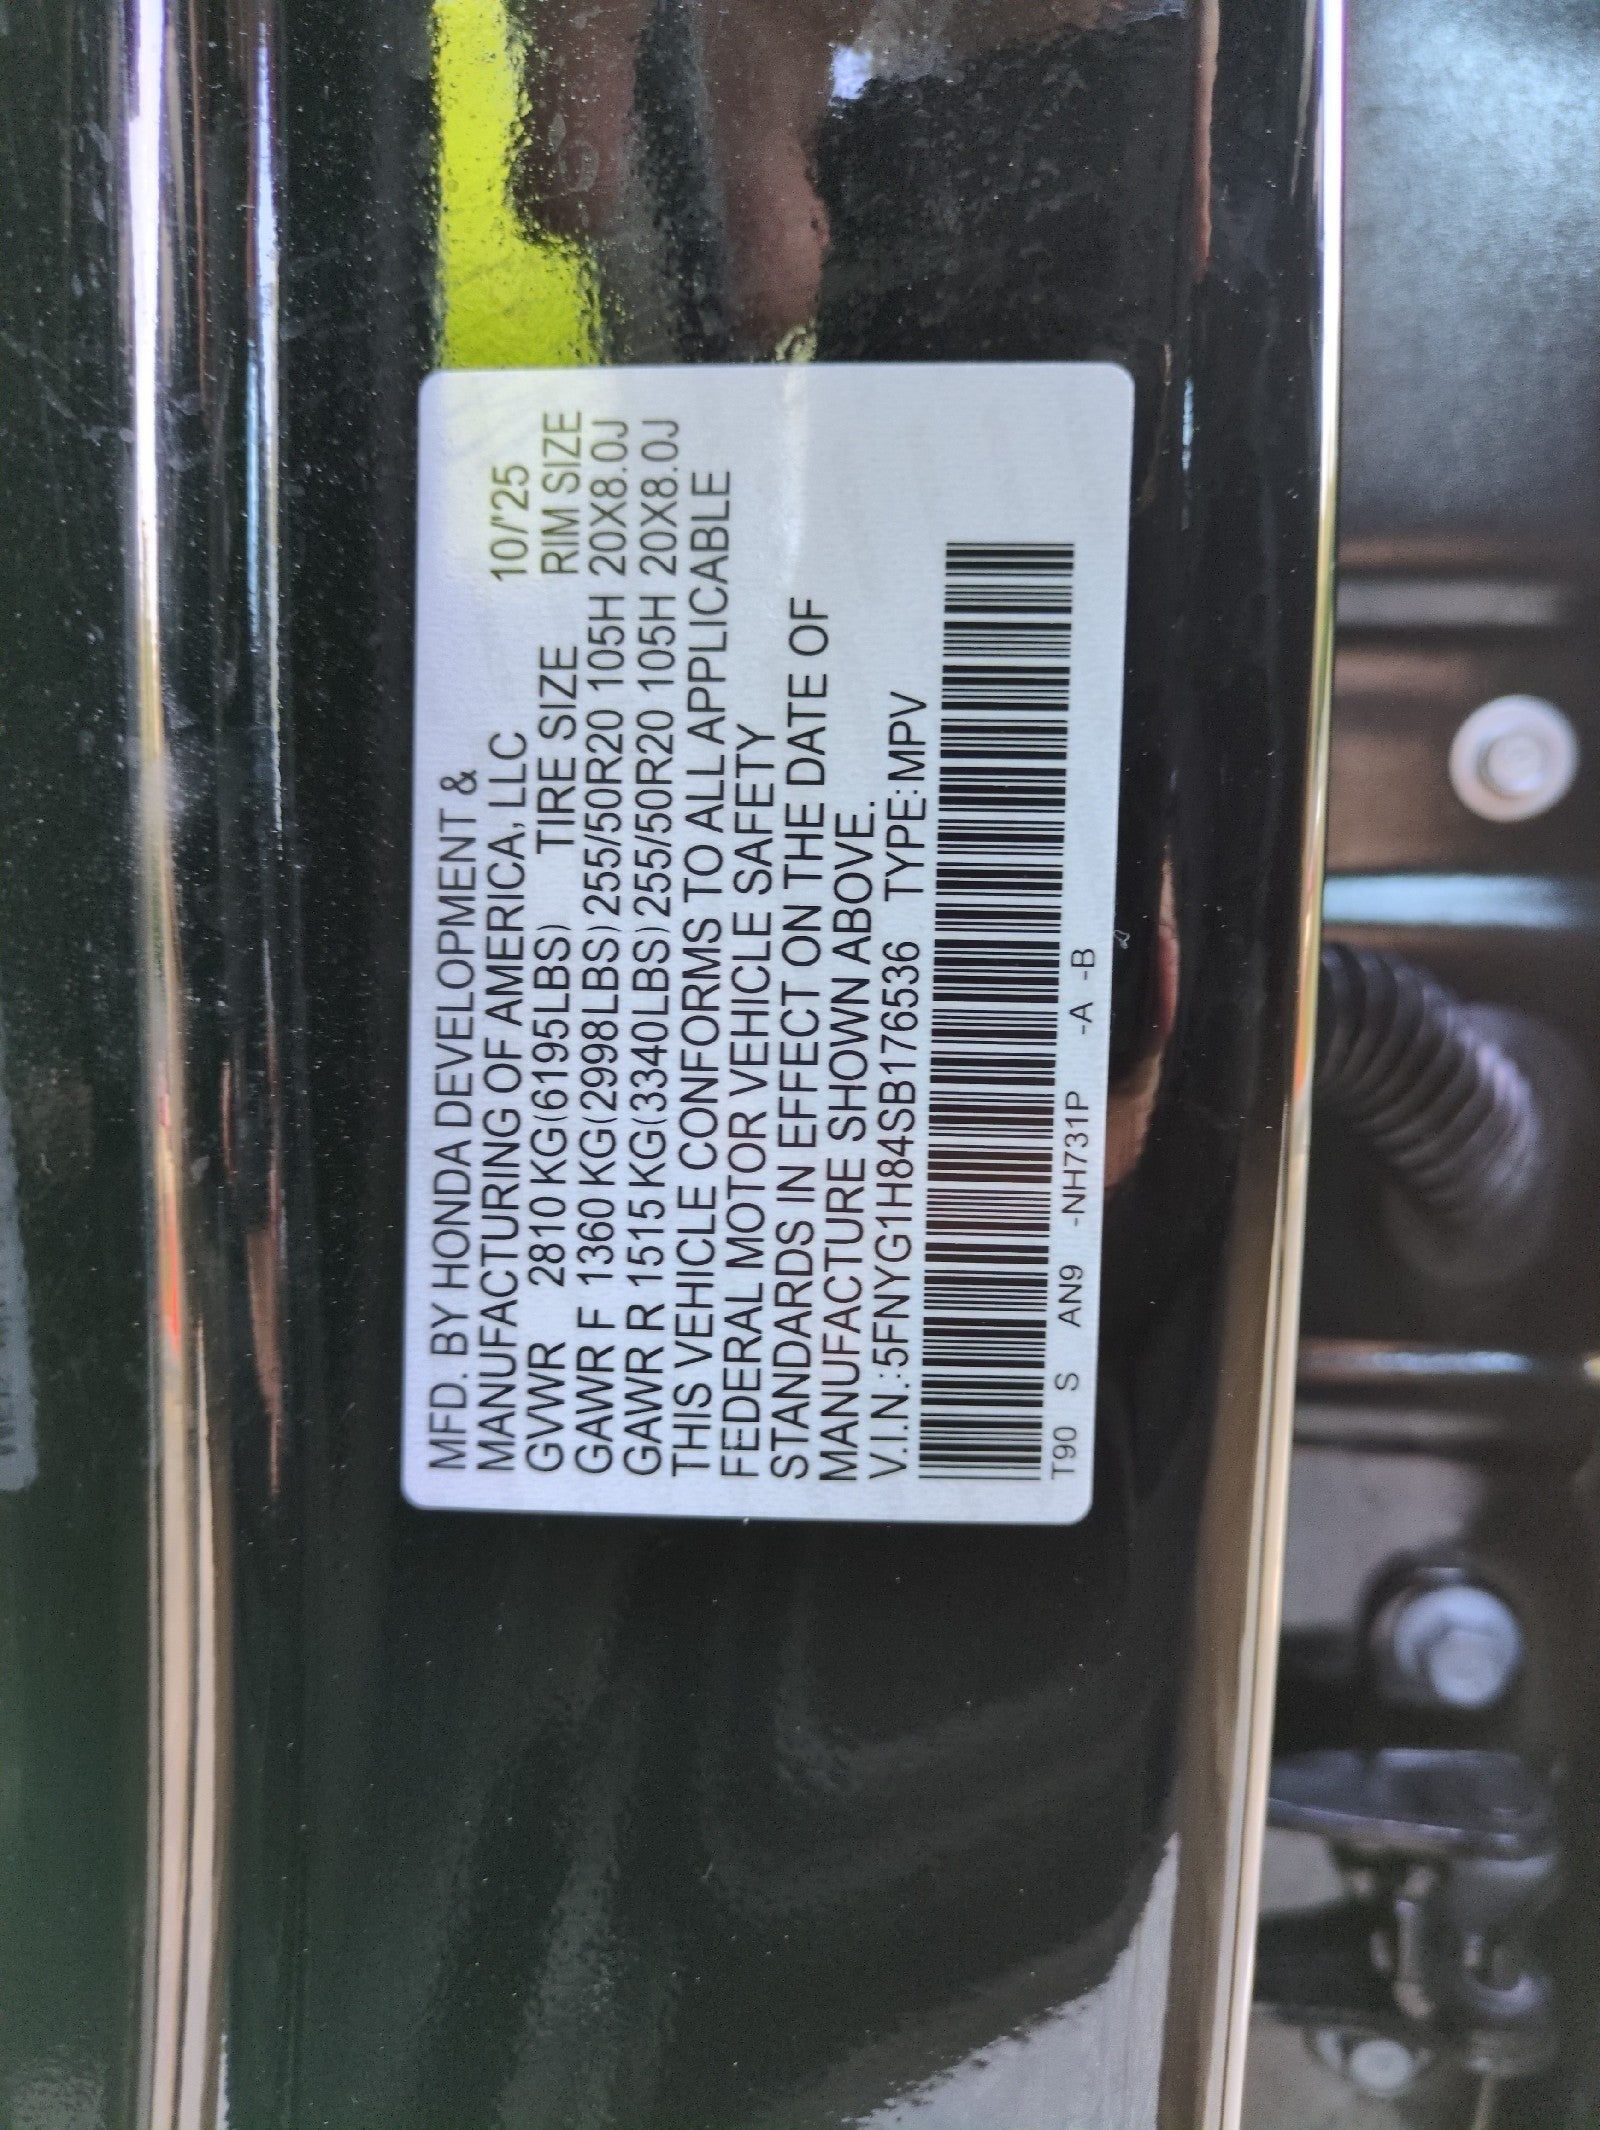 MFD. BY HONDA DEVELOPMENT &
MANUFACTURING OF AMERICA, LLC 10/'25
GVWR 2810 KG(6195LBS) TIRE SIZE RIM SIZE
GAWR F 1360 KG(2998LBS) 255/50R20 105H 20X8.0J
GAWR R 1515 KG(3340LBS) 255/50R20 105H 20X8.0J
THIS VEHICLE CONFORMS TO ALL APPLICABLE
FEDERAL MOTOR VEHICLE SAFETY
STANDARDS IN EFFECT ON THE DATE OF
MANUFACTURE SHOWN ABOVE.
V.I.N.:5FNYG1H84SB176536 TYPE:MPV
T90 S AN9 -NH731P -A -B